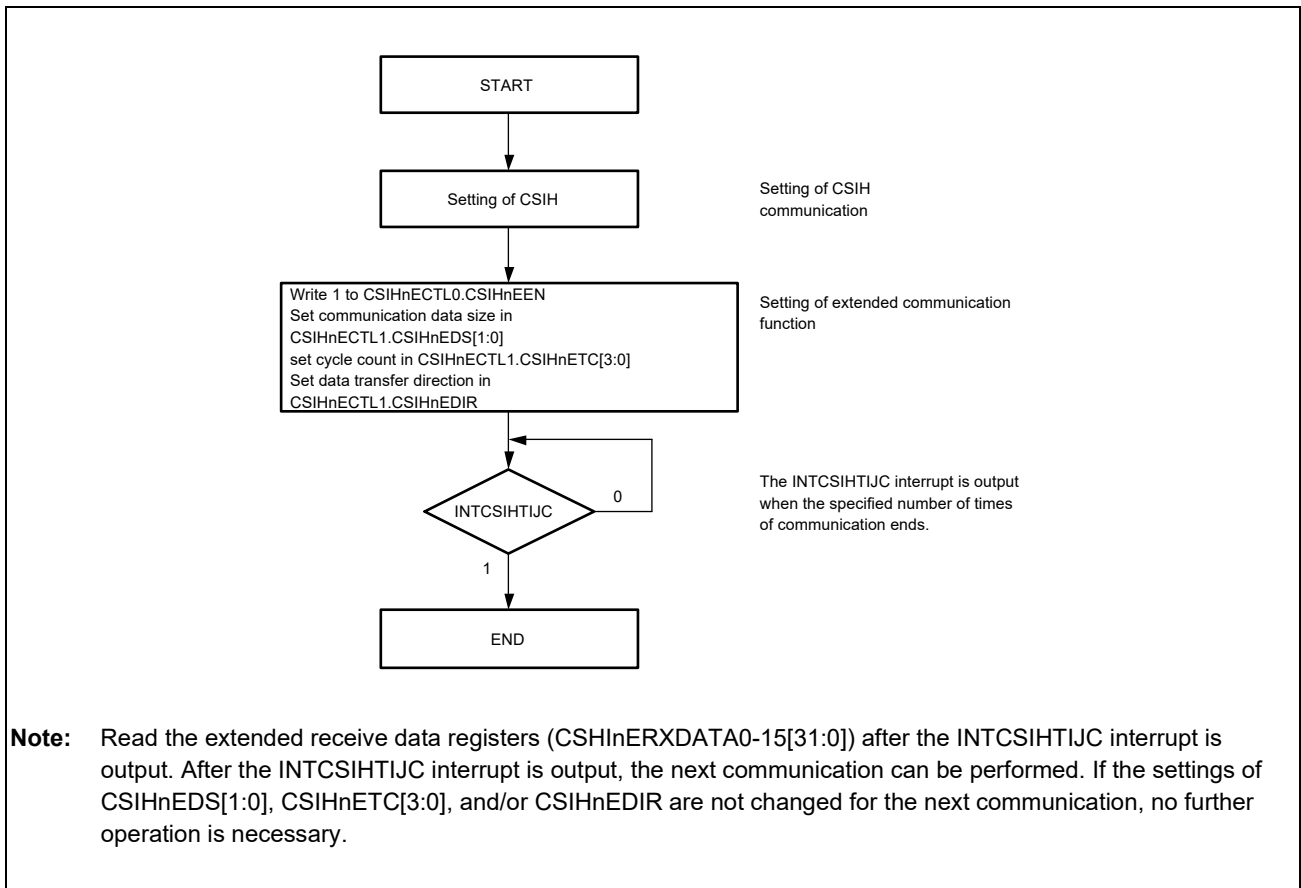 START
Setting of CSIH
Setting of CSIH
communication
Write 1 to CSIHnECTL0.CSIHnEEN
Set communication data size in
CSIHnECTL1.CSIHnEDS[1:0]
set cycle count in CSIHnECTL1.CSIHnETC[3:0]
Set data transfer direction in
CSIHnECTL1.CSIHnEDIR
Setting of extended communication
function
INTCSIHTIJC
0
The INTCSIHTIJC interrupt is output
when the specified number of times
of communication ends.
1
END
Note: Read the extended receive data registers (CSHInERXDATA0-15[31:0]) after the INTCSIHTIJC interrupt is
output. After the INTCSIHTIJC interrupt is output, the next communication can be performed. If the settings of
CSIHnEDS[1:0], CSIHnETC[3:0], and/or CSIHnEDIR are not changed for the next communication, no further
operation is necessary.